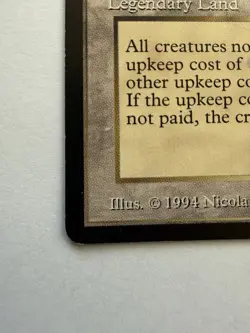 Legendary Land
All creatures no
upkeep cost of
other upkeep co
If the upkeep co
not paid, the cr
Illus. © 1994 Nicola